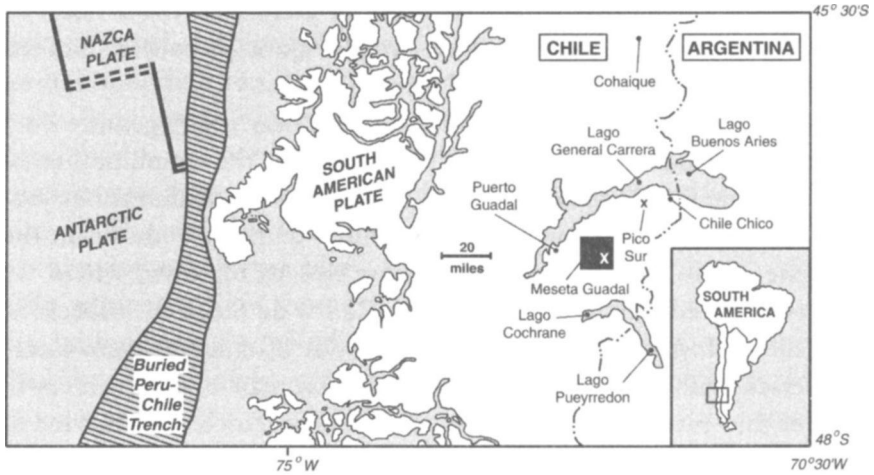 45° 30'S
NAZCA
PLATE
CHILE
ARGENTINA
Cohaique
Lago
General Carrera
Lago
Buenos Aries
SOUTH
AMERICAN
PLATE
Puerto
Guadal
ANTARCTIC
PLATE
20
miles
x
Pico
Sur
Chile Chico
X
Meseta Guadal
Lago
Cochrane
SOUTH
AMERICA
Buried
Peru-
Chile
Trench
Lago
Pueyrredon
48°S
75°W
70°30'W